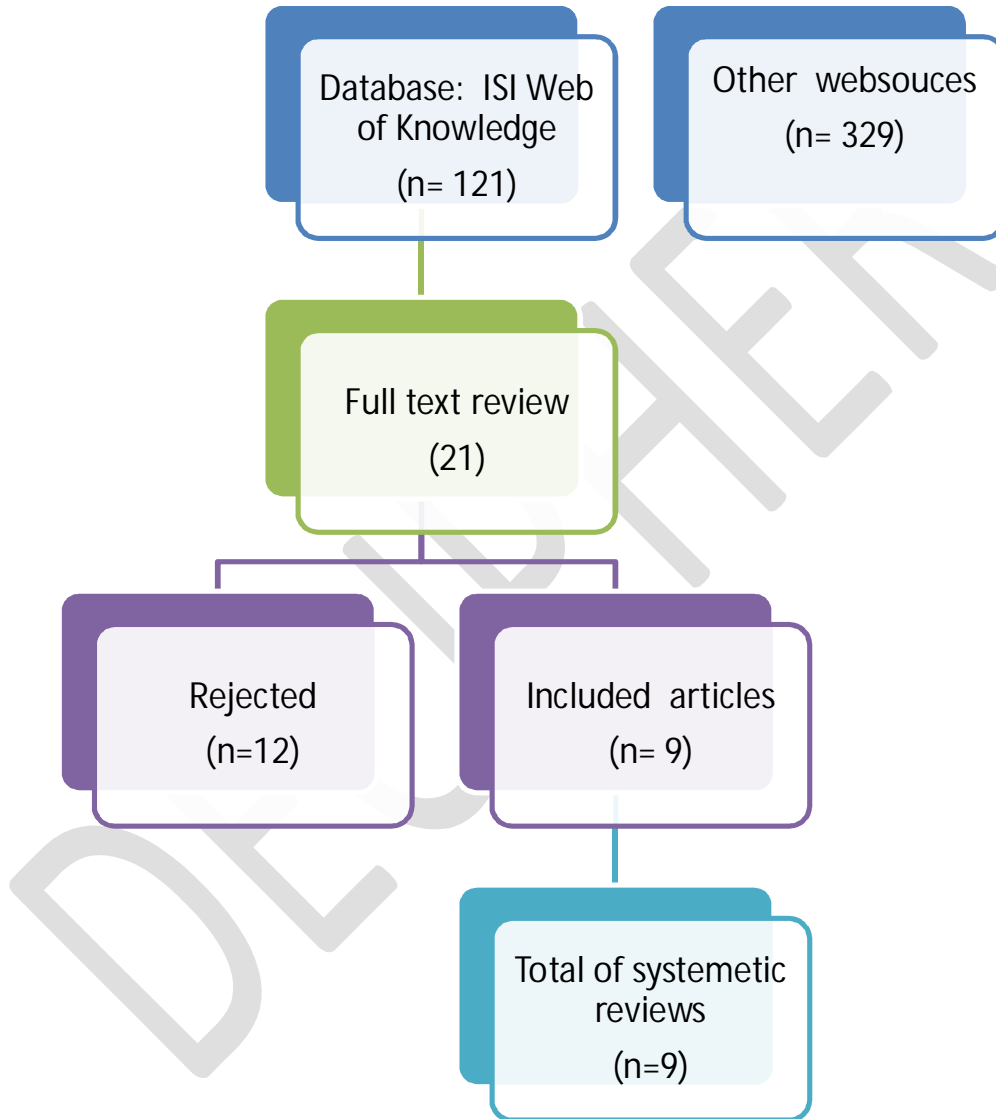 Database: ISI Web
of Knowledge
(n= 121)
Other websouces
(n= 329)
Full text review
(21)
Rejected
(n=12)
Included articles
(n= 9)
Total of systemetic
reviews
(n=9)
DECIPHER